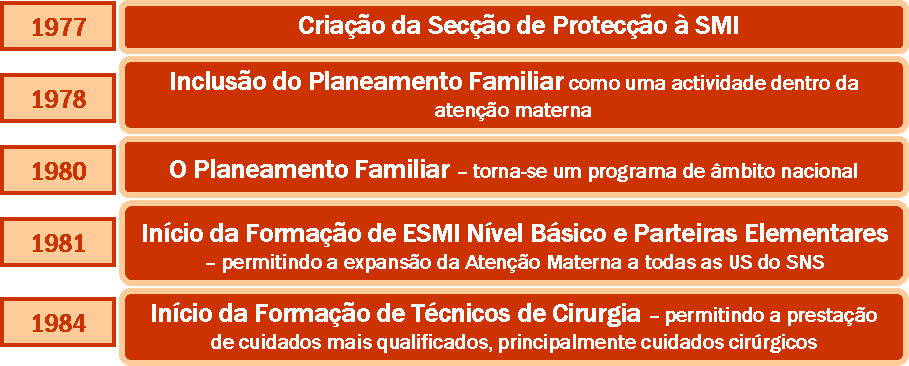 1977
Criação da Secção de Protecção à SMI
1978
Inclusão do Planeamento Familiar como uma actividade dentro da
atenção materna
1980
O Planeamento Familiar – torna-se um programa de âmbito nacional
1981
Início da Formação de ESMI Nível Básico e Parteiras Elementares
– permitindo a expansão da Atenção Materna a todas as US do SNS
1984
Início da Formação de Técnicos de Cirurgia – permitindo a prestação
de cuidados mais qualificados, principalmente cuidados cirúrgicos